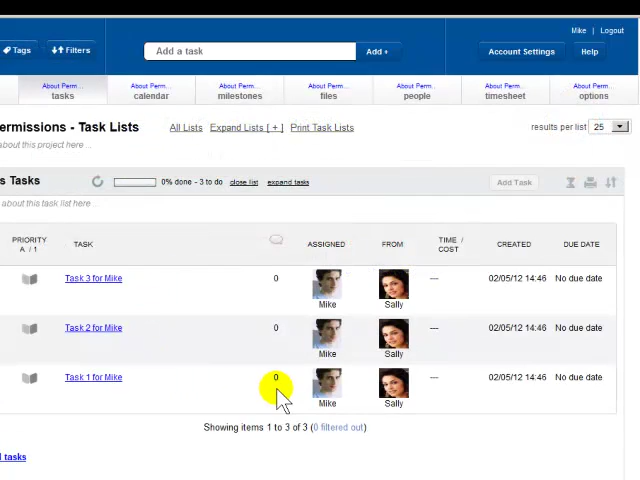 Mike | Logout
Tags Filters Add a task Add + Account Settings Help
About Perm... About Perm... About Perm... About Perm... About Perm... About Perm... About Perm...
tasks calendar milestones files people timesheet options
ermissions - Task Lists All Lists Expand Lists [ + ] Print Task Lists results per list 25
about this project here ...
s Tasks 0% done - 3 to do close list expand tasks Add Task
about this task list here ...
PRIORITY A / 1 TASK ASSIGNED FROM TIME / COST CREATED DUE DATE
Task 3 for Mike 0 --- 02/05/12 14:46 No due date
Mike Sally
Task 2 for Mike 0 --- 02/05/12 14:46 No due date
Mike Sally
Task 1 for Mike 0 --- 02/05/12 14:46 No due date
Mike Sally
Showing items 1 to 3 of 3 (0 filtered out)
d tasks